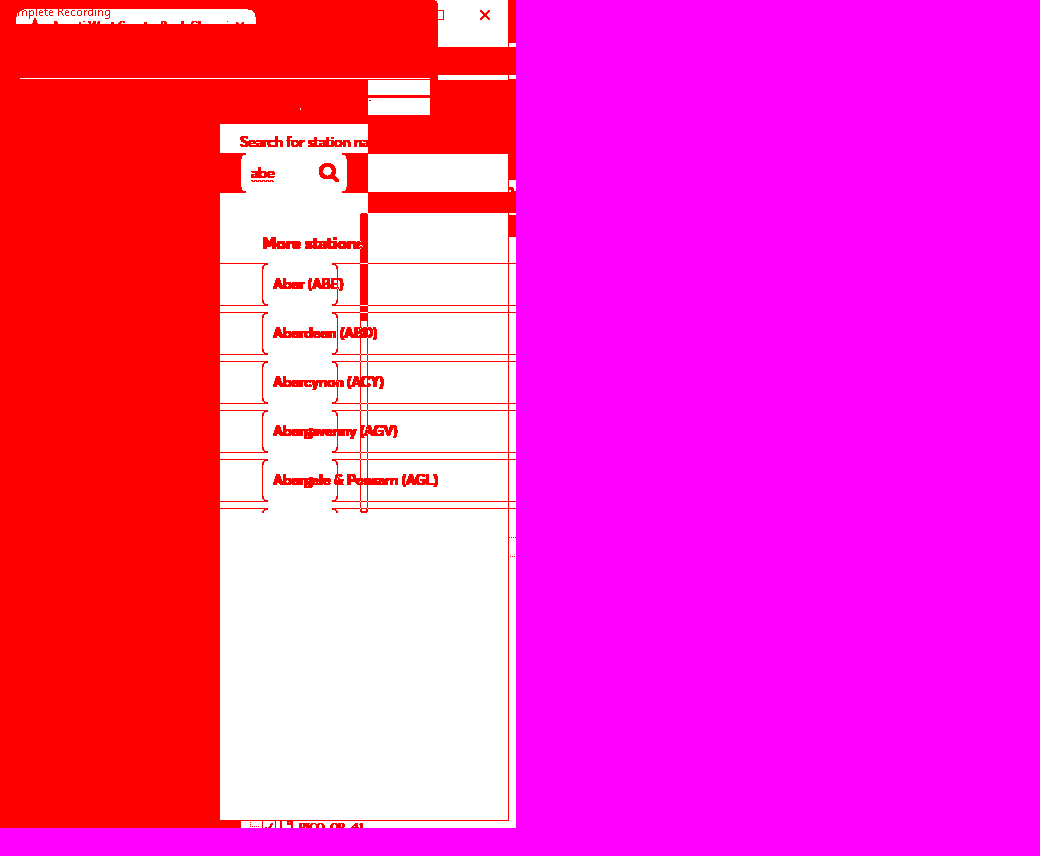 mplete Recording
Search for station na
abe
More stations
Aber (ABE)
Aberdeen (ABD)
Abercynon (ACY)
Abergavenny (AGV)
Abergele & Pensarn (AGL)